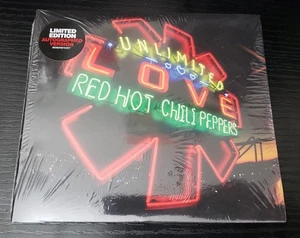 LIMITED
EDITION
AUTOGRAPHED
VERSION
UNLIMITED
LOVE
RED HOT CHILI PEPPERS